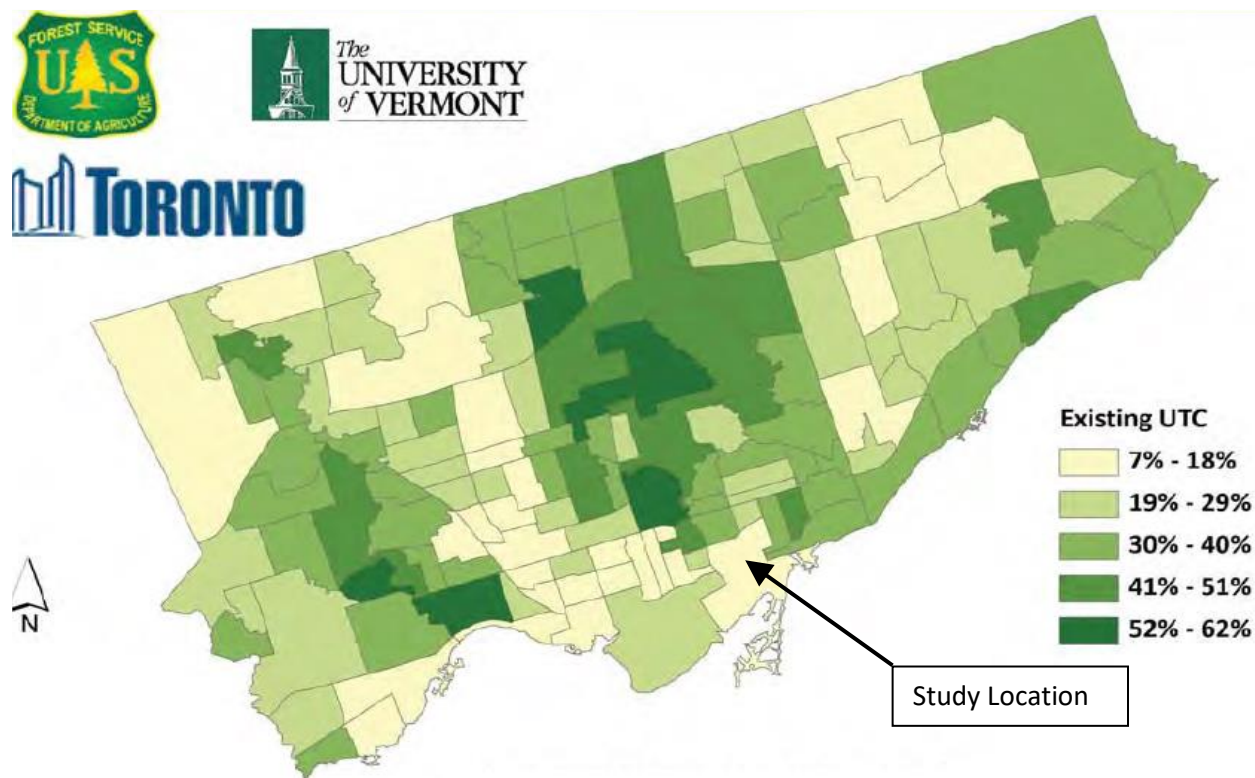 FOREST SERVICE
U S
DEPARTMENT OF AGRICULTURE
The
UNIVERSITY
of VERMONT
TORONTO
Existing UTC
7% - 18%
19% - 29%
30% - 40%
41% - 51%
52% - 62%
N
Study Location